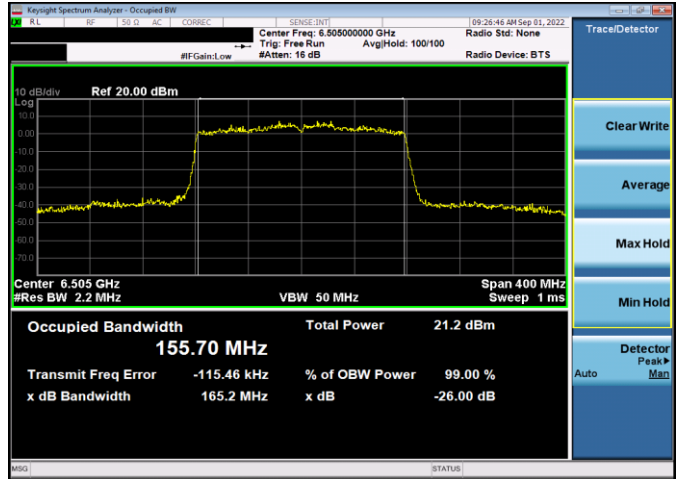 Keysight Spectrum Analyzer - Occupied BW
RL RF 50 Ω AC CORREC SENSE:INT 09:26:46 AM Sep 01, 2022
Center Freq: 6.505000000 GHz Radio Std: None
Trig: Free Run Avg|Hold: 100/100
#IFGain:Low #Atten: 16 dB Radio Device: BTS
Trace/Detector
10 dB/div Ref 20.00 dBm
Log
10.0
0.00
-10.0
-20.0
-30.0
-40.0
-50.0
-60.0
-70.0
Center 6.505 GHz Span 400 MHz
#Res BW 2.2 MHz VBW 50 MHz Sweep 1 ms
Occupied Bandwidth Total Power 21.2 dBm
155.70 MHz
Transmit Freq Error -115.46 kHz % of OBW Power 99.00 %
x dB Bandwidth 165.2 MHz x dB -26.00 dB
Clear Write
Average
Max Hold
Min Hold
Detector
Peak▶
Auto Man
MSG STATUS